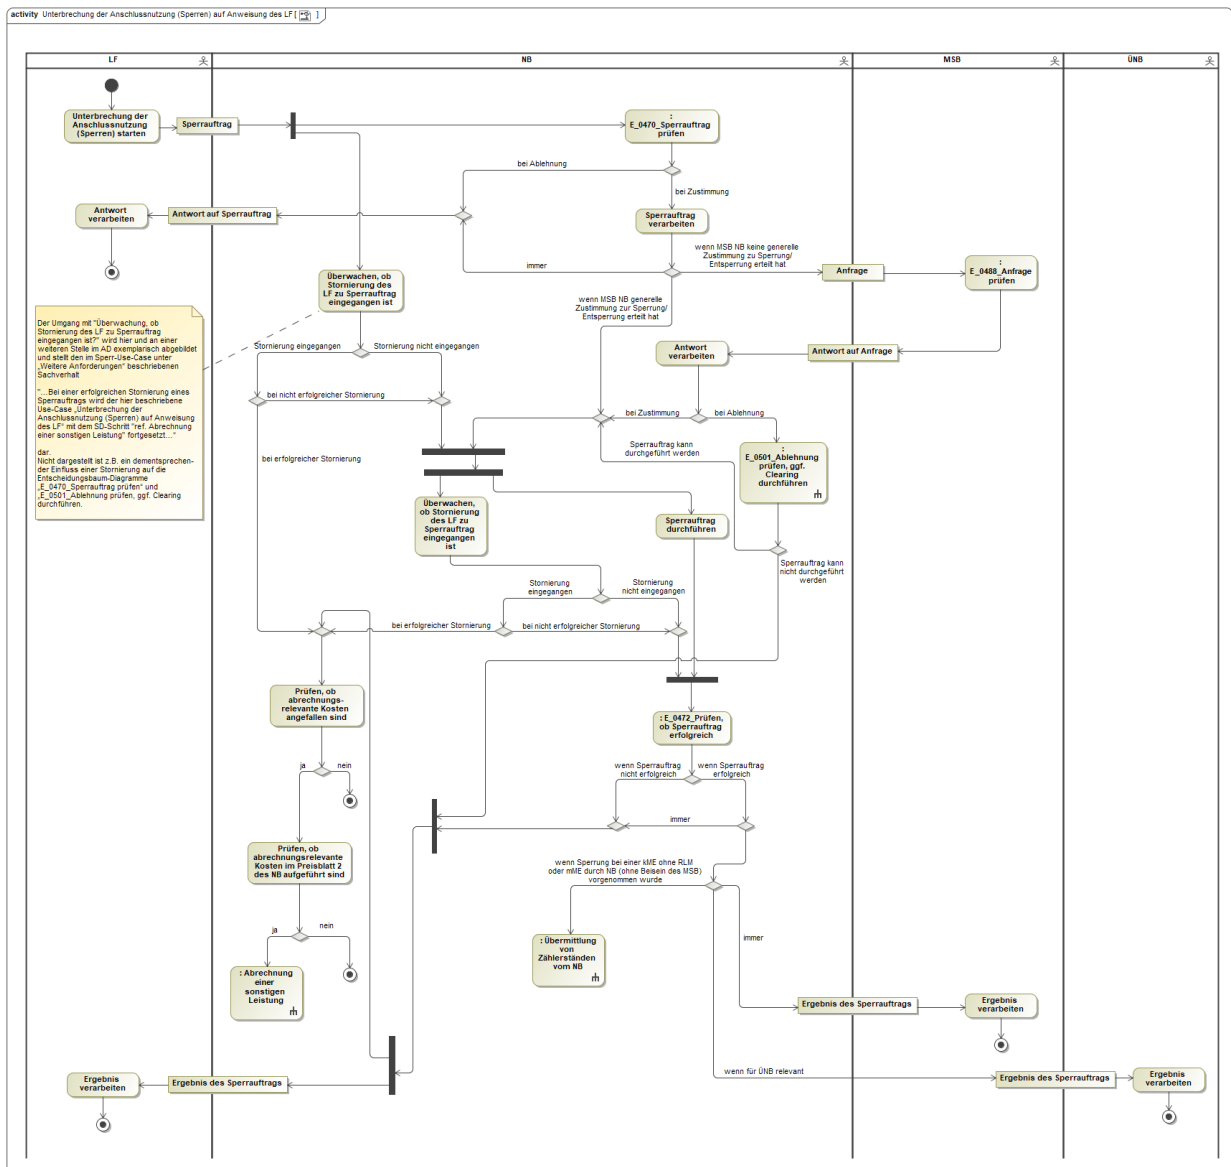 activity Unterbrechung der Anschlussnutzung (Sperren) auf Anweisung des LF [ ]
LF
NB
MSB
ÜNB
Unterbrechung der
Anschlussnutzung
(Sperren) starten
Sperrauftrag
:
E_0470_Sperrauftrag
prüfen
bei Ablehnung
bei Zustimmung
Antwort
verarbeiten
Antwort auf Sperrauftrag
Sperrauftrag
verarbeiten
immer
wenn MSB NB keine generelle
Zustimmung zu Sperrung/
Entsperrung erteilt hat
Anfrage
:
E_0488_Anfrage
prüfen
Überwachen, ob
Stornierung des
LF zu Sperrauftrag
eingegangen ist
wenn MSB NB generelle
Zustimmung zur Sperrung/
Entsperrung erteilt hat
Der Umgang mit "Überwachung, ob
Stornierung des LF zu Sperrauftrag
eingegangen ist?" wird hier und an einer
weiteren Stelle im AD exemplarisch abgebildet
und stellt den im Sperr-Use-Case unter
„Weitere Anforderungen" beschriebenen
Sachverhalt
"...Bei einer erfolgreichen Stornierung eines
Sperrauftrags wird der hier beschriebene
Use-Case „Unterbrechung der
Anschlussnutzung (Sperren) auf Anweisung
des LF" mit dem SD-Schritt "ref. Abrechnung
einer sonstigen Leistung" fortgesetzt..."
dar.
Nicht dargestellt ist z.B. ein dementsprechen-
der Einfluss einer Stornierung auf die
Entscheidungsbaum-Diagramme
„E_0470_Sperrauftrag prüfen" und
„E_0501_Ablehnung prüfen, ggf. Clearing
durchführen.
Stornierung eingegangen
Stornierung nicht eingegangen
Antwort
verarbeiten
Antwort auf Anfrage
bei nicht erfolgreicher Stornierung
bei Zustimmung
bei Ablehnung
bei erfolgreicher Stornierung
Sperrauftrag kann
durchgeführt werden
:
E_0501_Ablehnung
prüfen, ggf.
Clearing
durchführen
Überwachen,
ob Stornierung
des LF zu
Sperrauftrag
eingegangen
ist
Sperrauftrag
durchführen
Sperrauftrag kann
nicht durchgeführt
werden
Stornierung
eingegangen
Stornierung
nicht eingegangen
bei erfolgreicher Stornierung
bei nicht erfolgreicher Stornierung
Prüfen, ob
abrechnungs-
relevante Kosten
angefallen sind
: E_0472_Prüfen,
ob Sperrauftrag
erfolgreich
ja
nein
wenn Sperrauftrag
nicht erfolgreich
wenn Sperrauftrag
erfolgreich
immer
Prüfen, ob
abrechnungsrelevante
Kosten im Preisblatt 2
des NB aufgeführt sind
wenn Sperrung bei einer kME ohne RLM
oder mME durch NB (ohne Beisein des MSB)
vorgenommen wurde
ja
nein
: Übermittlung
von
Zählerständen
vom NB
immer
: Abrechnung
einer
sonstigen
Leistung
Ergebnis des Sperrauftrags
Ergebnis
verarbeiten
Ergebnis
verarbeiten
Ergebnis des Sperrauftrags
wenn für ÜNB relevant
Ergebnis des Sperrauftrags
Ergebnis
verarbeiten